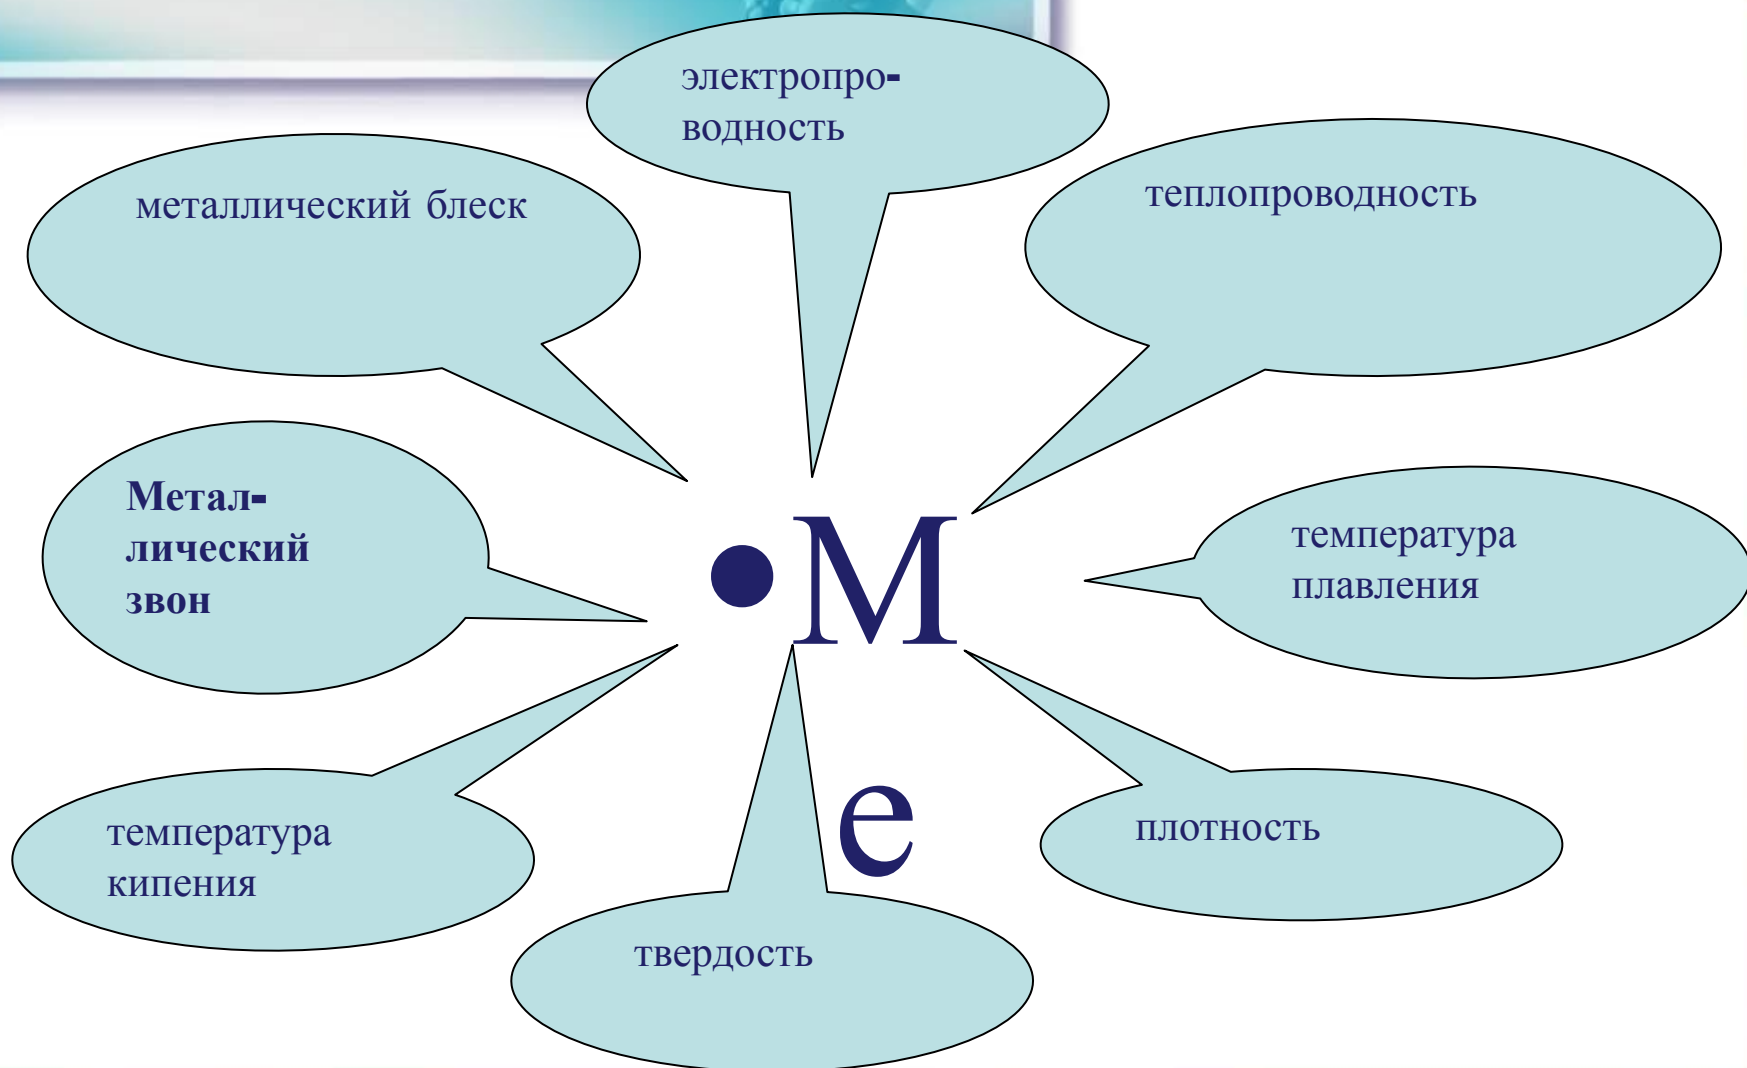 электропро-
водность
металлический блеск
теплопроводность
Метал-
лический
звон
•М
е
температура
плавления
температура
кипения
плотность
твердость